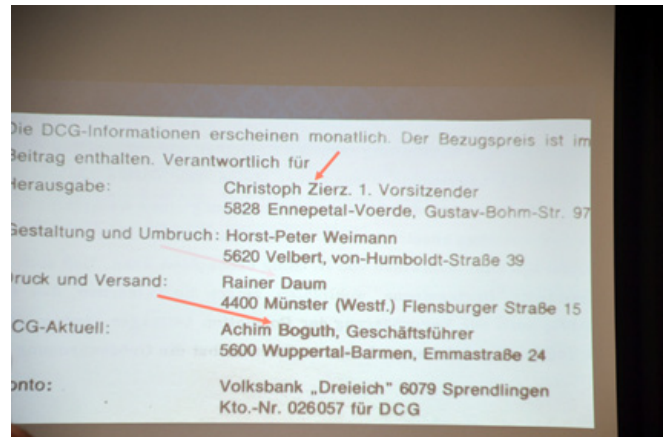 Die DCG-Informationen erscheinen monatlich. Der Bezugspreis ist im
Beitrag enthalten. Verantwortlich für
Herausgabe: Christoph Zierz. 1. Vorsitzender
5828 Ennepetal-Voerde, Gustav-Bohm-Str. 97
Gestaltung und Umbruch: Horst-Peter Weimann
5620 Velbert, von-Humboldt-Straße 39
Druck und Versand: Rainer Daum
4400 Münster (Westf.) Flensburger Straße 15
DCG-Aktuell: Achim Boguth, Geschäftsführer
5600 Wuppertal-Barmen, Emmastraße 24
Konto: Volksbank „Dreieich" 6079 Sprendlingen
Kto.-Nr. 026057 für DCG